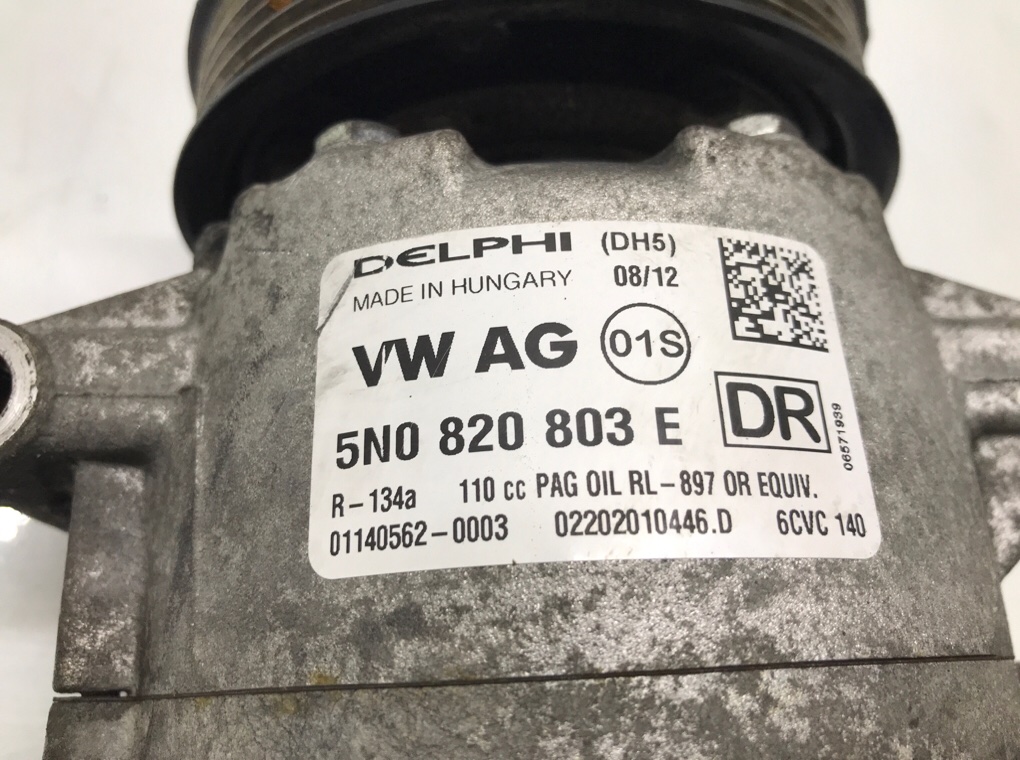 DELPHI (DH5)
MADE IN HUNGARY 08/12
VW AG 01S
5N0 820 803 E DR
06571939
R-134a 110 cc PAG OIL RL-897 OR EQUIV.
01140562-0003 02202010446.D 6CVC 140